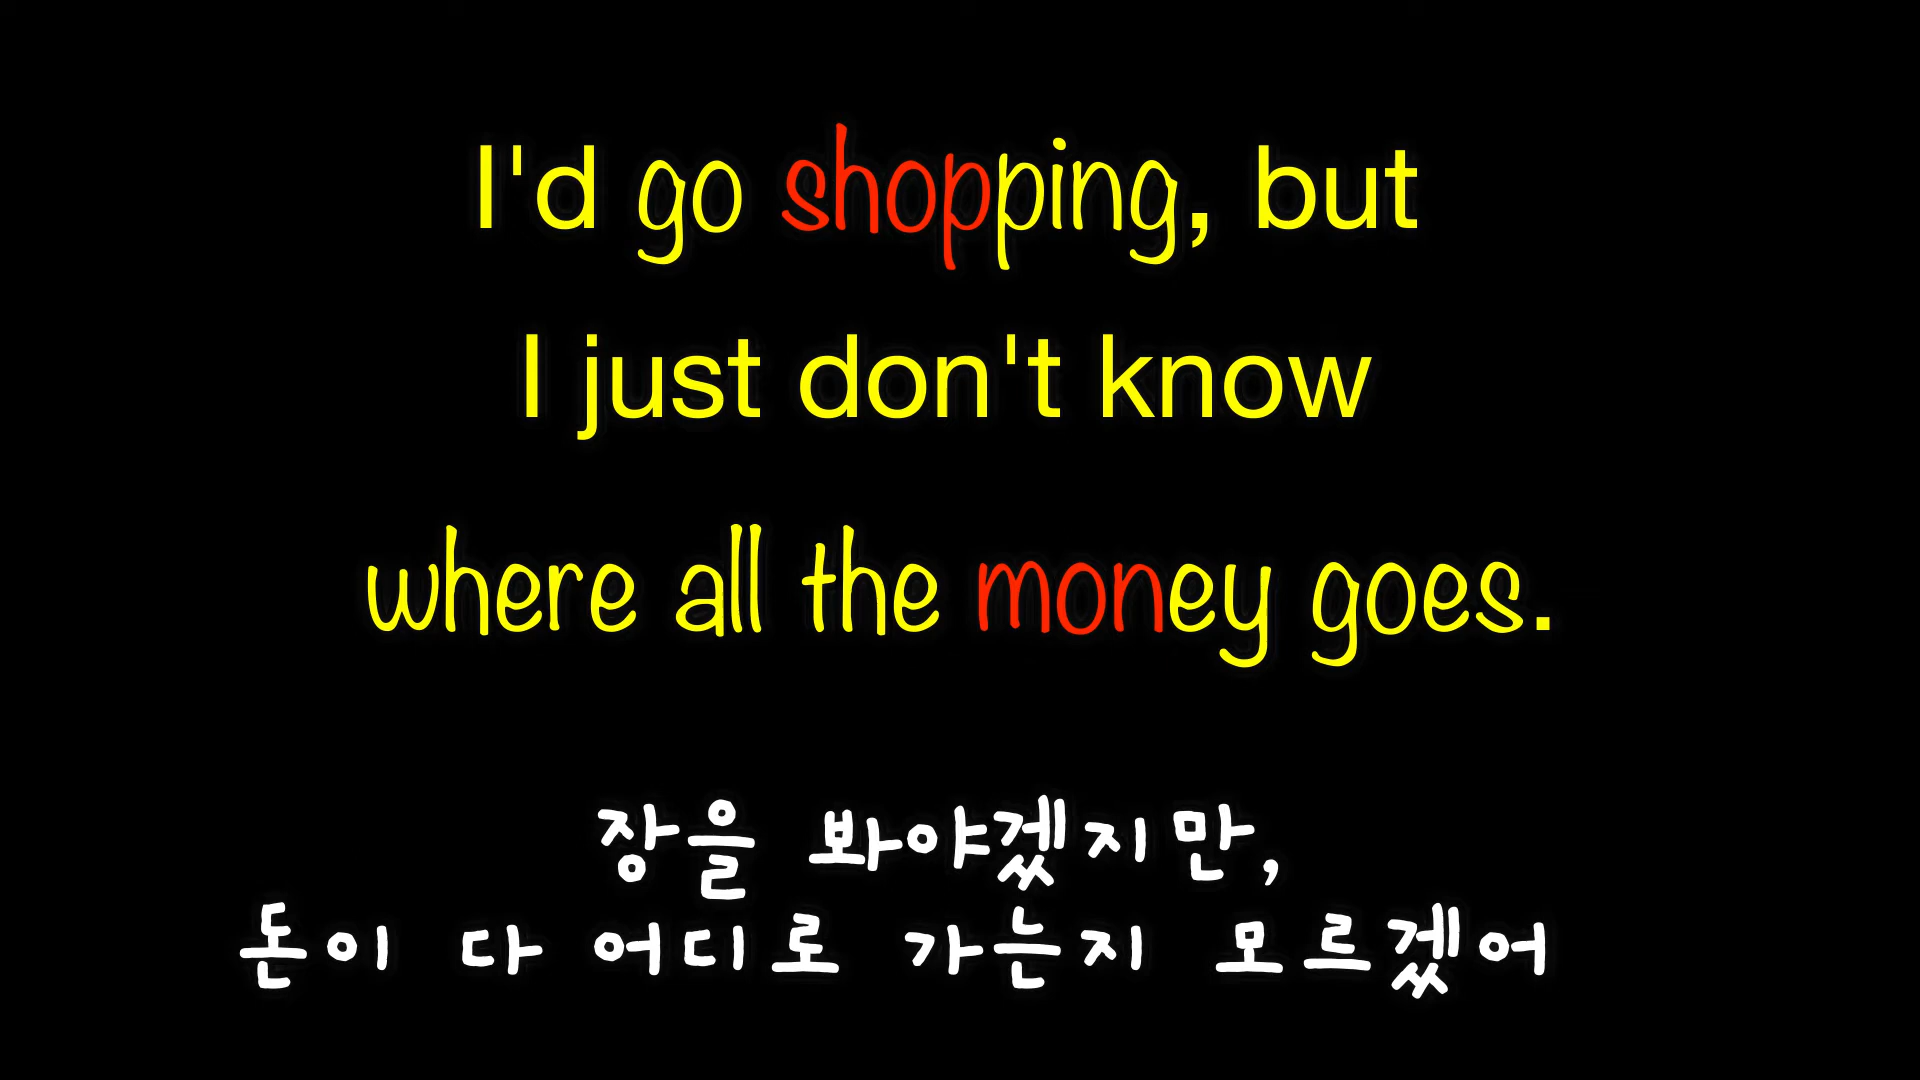 I'd go shopping, but
I just don't know
where all the money goes.
장을 봐야겠지만,
돈이 다 어디로 가는지 모르겠어